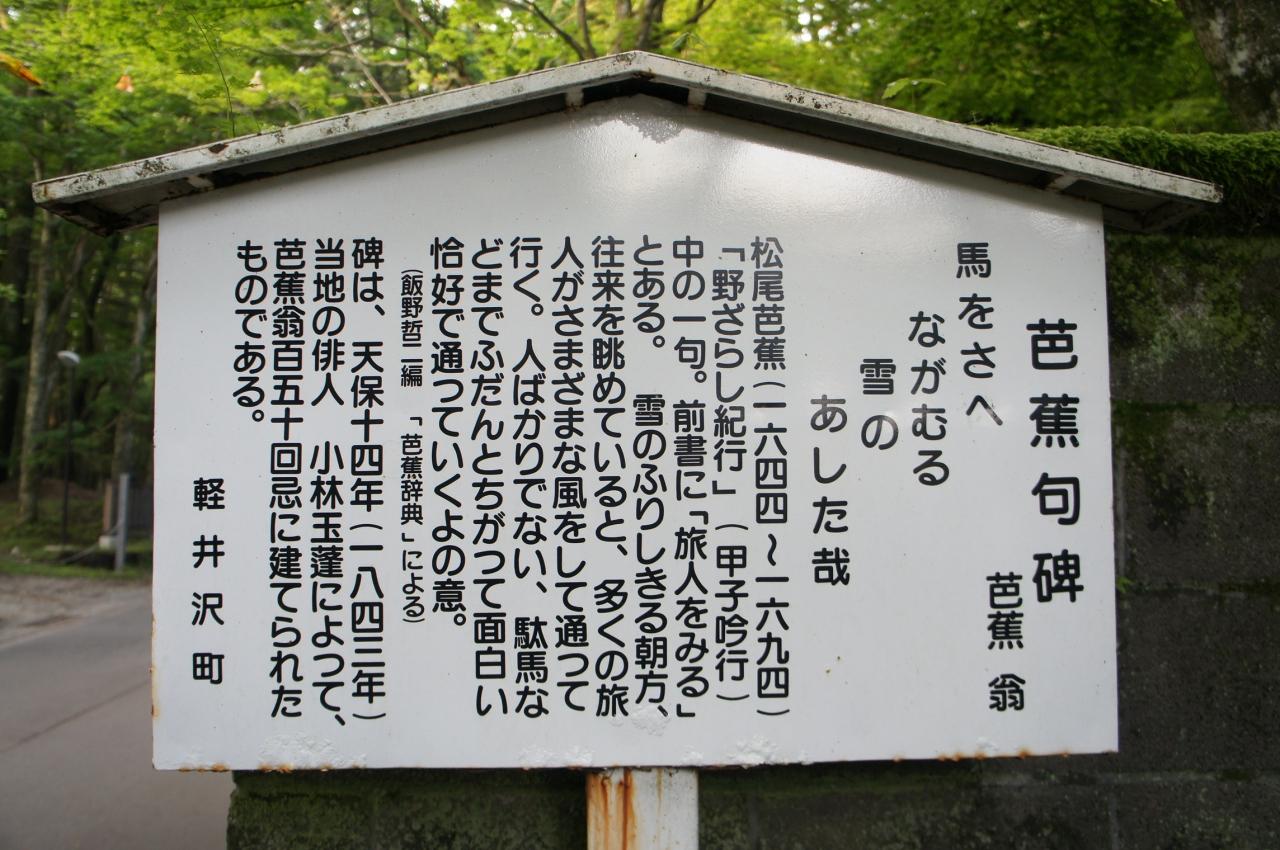 芭蕉句碑
芭蕉翁
馬をさへ
ながむる
雪の
あした哉
松尾芭蕉(一六四四~一六九四)
「野ざらし紀行」(甲子吟行)
中の一句。前書に「旅人をみる」
とある。 雪のふりしきる朝方、
往来を眺めていると、多くの旅
人がさまざまな風をして通って
行く。人ばかりでない、駄馬な
どまでふだんとちがつて面白い
恰好で通つていくよの意。
(飯野哲二編 「芭蕉辞典」による)
碑は、天保十四年(一八四三年)
当地の俳人 小林玉蓬によって、
芭蕉翁百五十回忌に建てられた
ものである。
軽井沢町